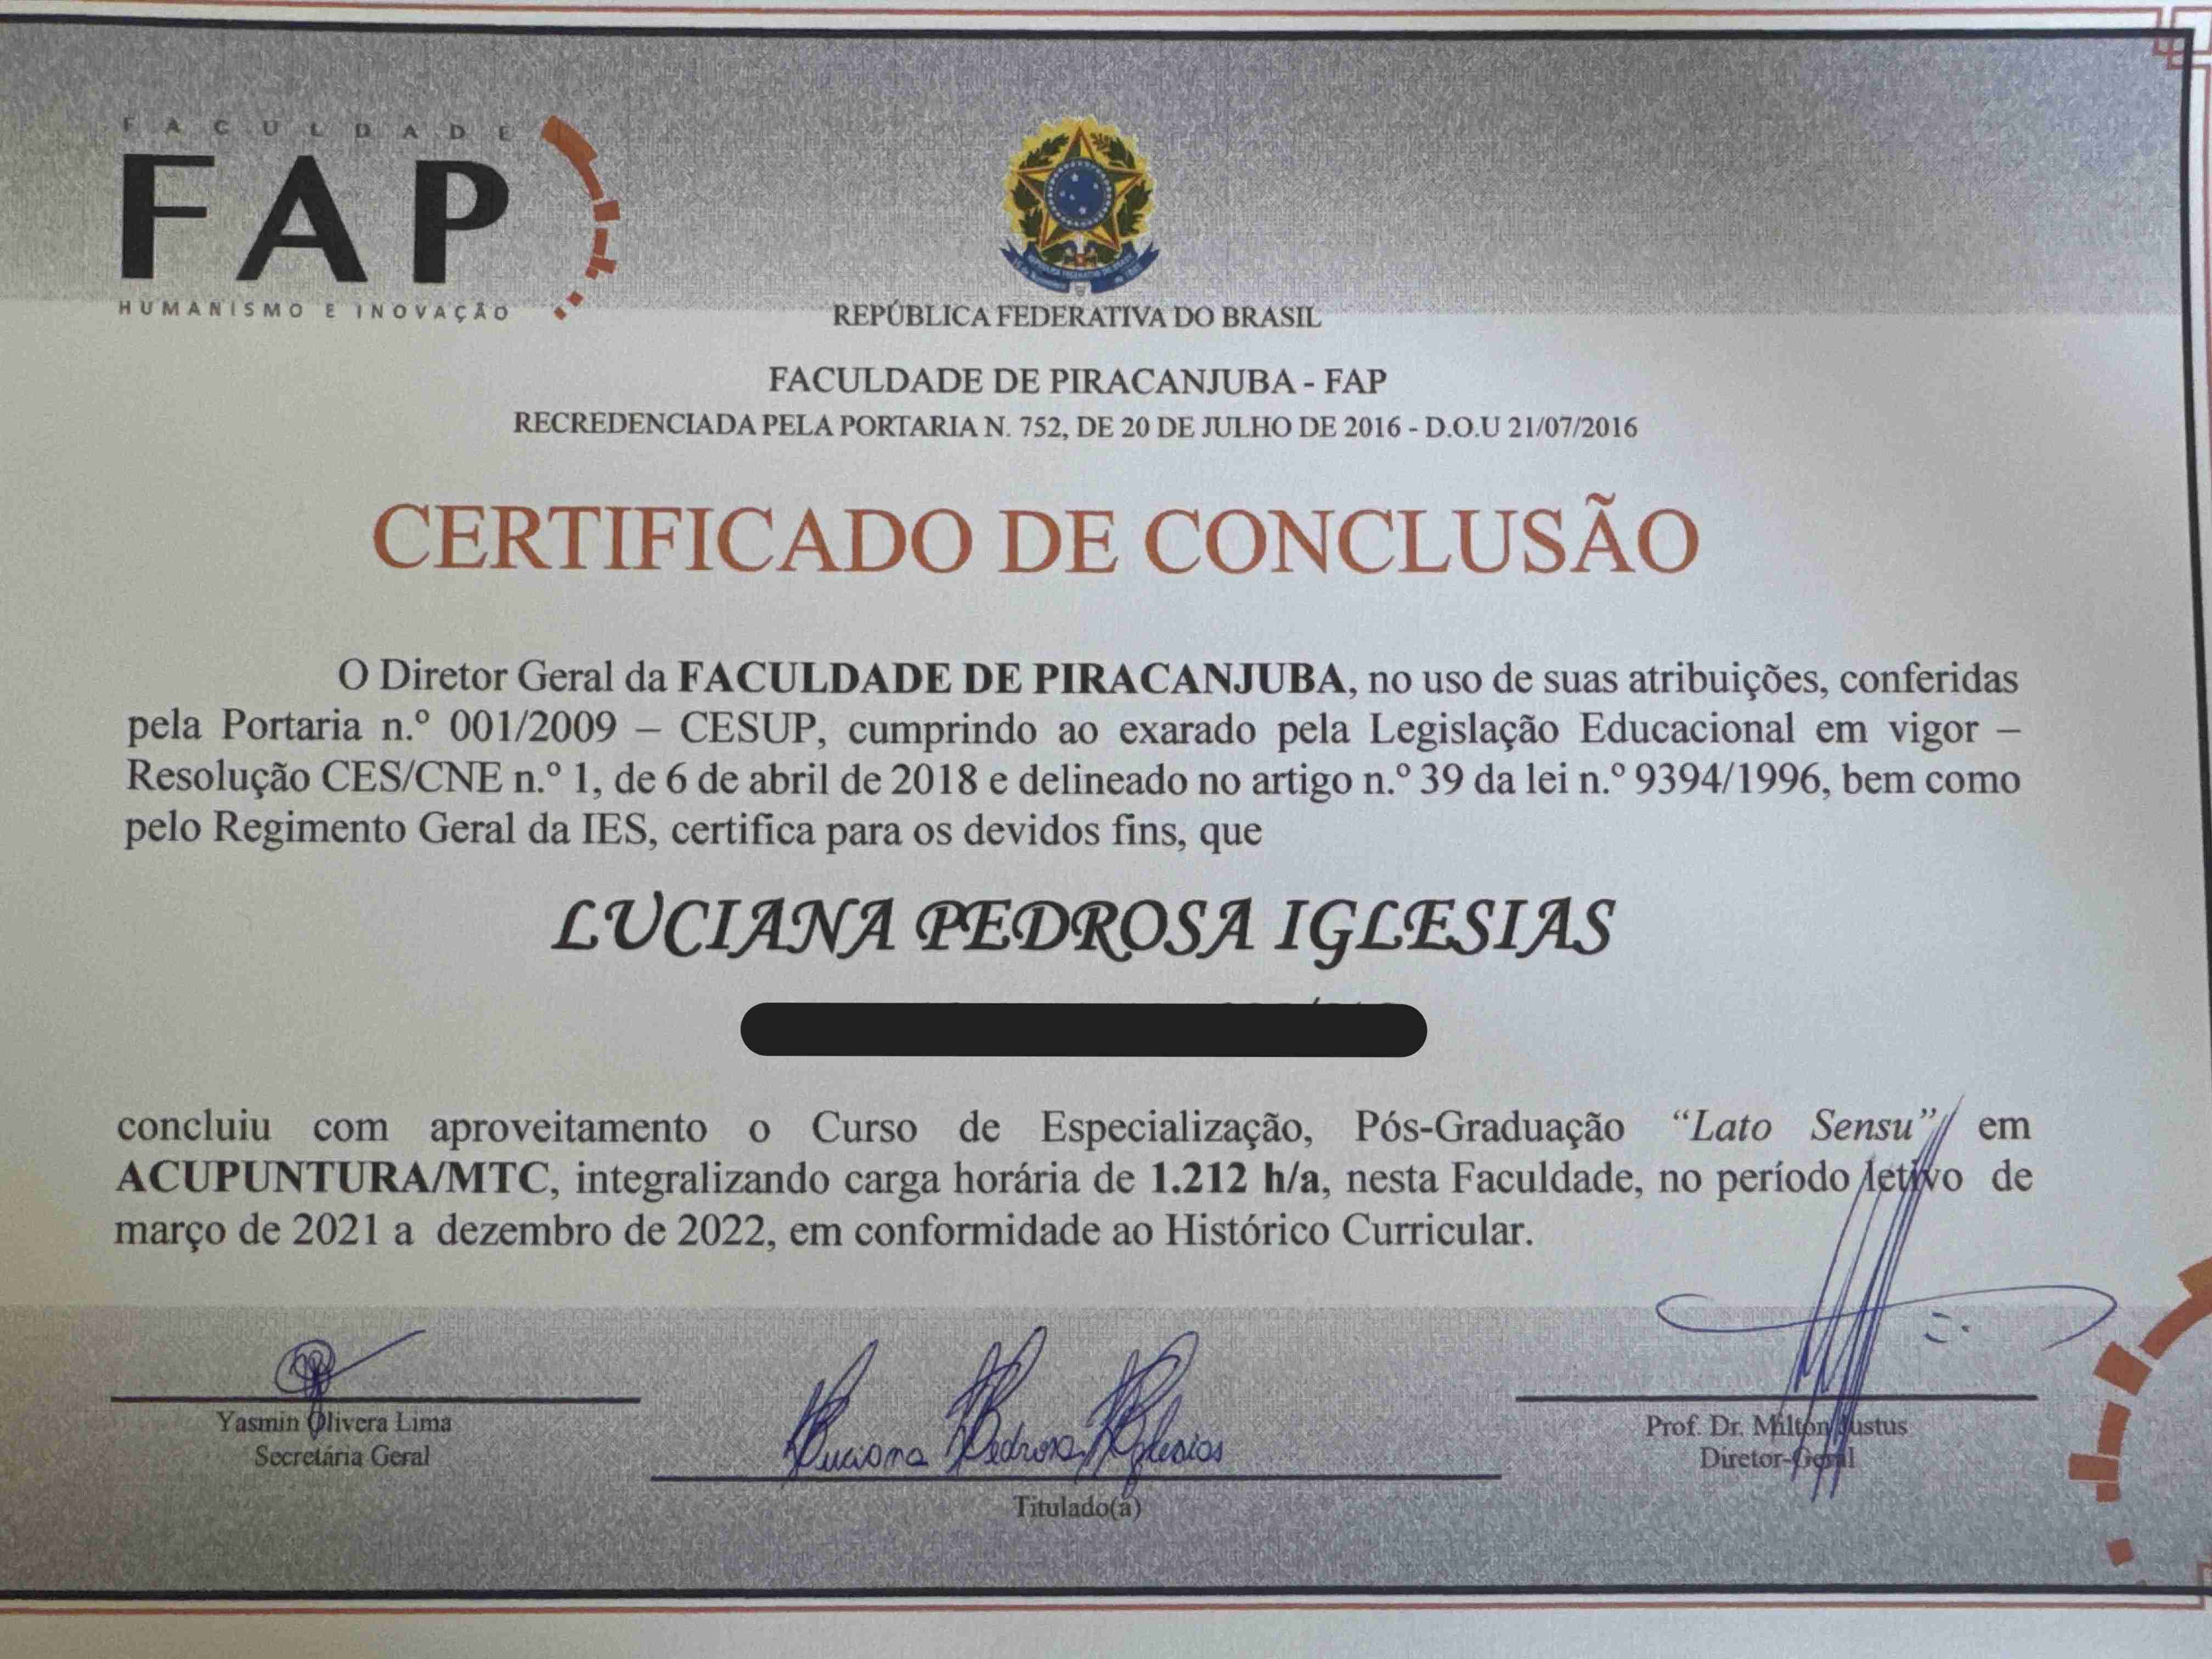 FACULDADE
FAP
HUMANISMO E INOVAÇÃO
REPÚBLICA FEDERATIVA DO BRASIL
FACULDADE DE PIRACANJUBA - FAP
RECREDENCIADA PELA PORTARIA N. 752, DE 20 DE JULHO DE 2016 - D.O.U 21/07/2016
CERTIFICADO DE CONCLUSÃO
O Diretor Geral da FACULDADE DE PIRACANJUBA, no uso de suas atribuições, conferidas
pela Portaria n.º 001/2009 – CESUP, cumprindo ao exarado pela Legislação Educacional em vigor –
Resolução CES/CNE n.º 1, de 6 de abril de 2018 e delineado no artigo n.º 39 da lei n.º 9394/1996, bem como
pelo Regimento Geral da IES, certifica para os devidos fins, que
LUCIANA PEDROSA IGLESIAS
concluiu com aproveitamento o Curso de Especialização, Pós-Graduação “Lato Sensu” em
ACUPUNTURA/MTC, integralizando carga horária de 1.212 h/a, nesta Faculdade, no período letivo de
março de 2021 a dezembro de 2022, em conformidade ao Histórico Curricular.
Yasmin Olivera Lima
Secretária Geral
Luciana Pedrosa Iglesias
Titulado(a)
Prof. Dr. Milton Justus
Diretor-Geral